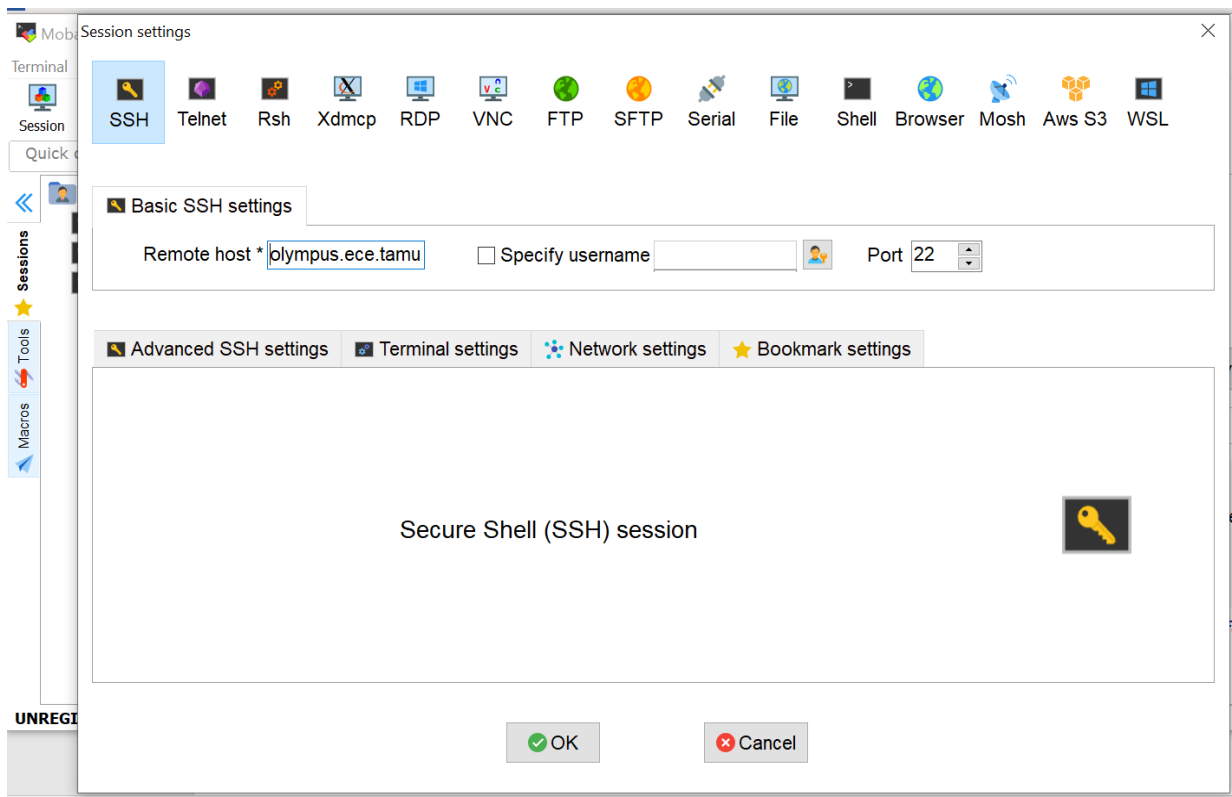 Moba
Session settings
Terminal
Session
Quick
SSH
Telnet
Rsh
Xdmcp
RDP
VNC
FTP
SFTP
Serial
File
Shell
Browser
Mosh
Aws S3
WSL
Sessions
Tools
Macros
Basic SSH settings
Remote host * olympus.ece.tamu
Specify username
Port 22
Advanced SSH settings
Terminal settings
Network settings
Bookmark settings
Secure Shell (SSH) session
UNREGI
OK
Cancel